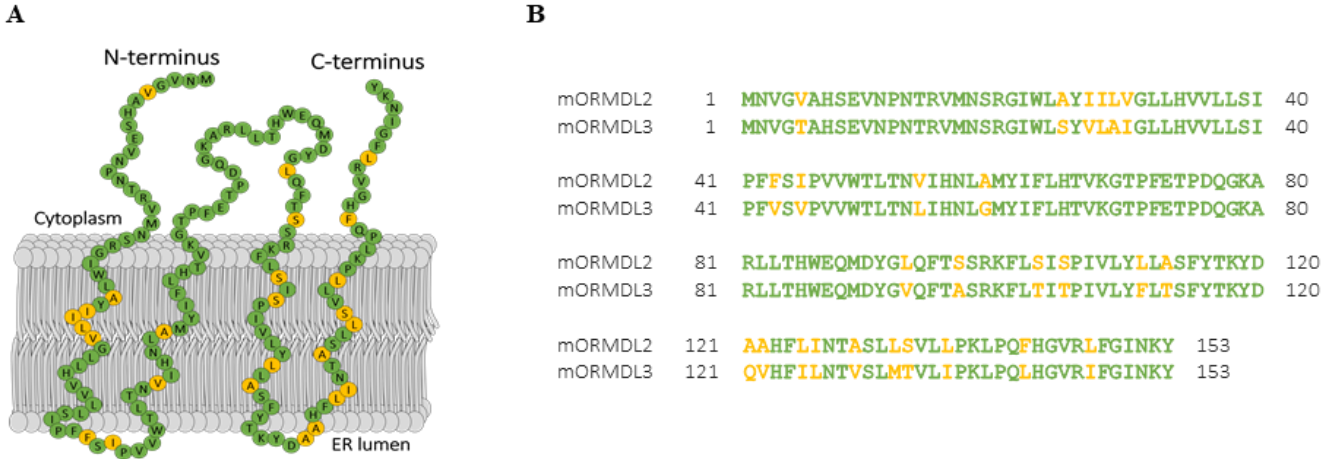 A
B
N-terminus
C-terminus
Cytoplasm
ER lumen
mORMDL2 1 MNVGVAHSEVNPNTRVMNSRGIWLAYIILVGLLHVVLLSI 40
mORMDL3 1 MNVGTAHSEVNPNTRVMNSRGIWLSYVLAIGLLHVVLLSI 40
mORMDL2 41 PFFSIPVVWTLTNVIHNLAMYIFLHTVKGTPFETPDQGKA 80
mORMDL3 41 PFVSVPVVWTLTNLIHNLGMYIFLHTVKGTPFETPDQGKA 80
mORMDL2 81 RLLTHWEQMDYGLQFTSSRKFLSISPIVLYLLASFYTKYD 120
mORMDL3 81 RLLTHWEQMDYGVQFTASRKFLTITPIVLYFLTSFYTKYD 120
mORMDL2 121 AAHFLINTASLLSVLLPKLPQFHGVRLFGINKY 153
mORMDL3 121 QVHFILNTVSLMTVLIPKLPQLHGVRIFGINKY 153